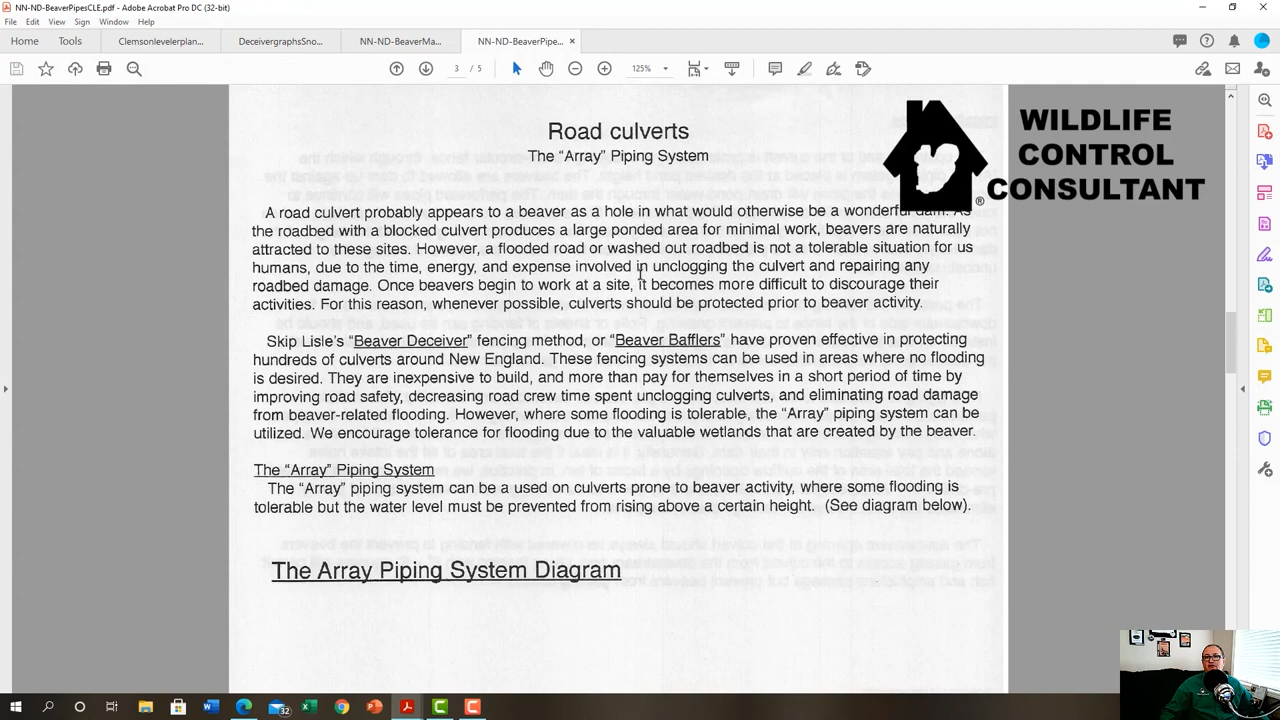 NN-ND-BeaverPipesCLE.pdf - Adobe Acrobat Pro DC (32-bit)
File Edit View Sign Window Help
Home Tools Clemsonlevelerplan... DeceivergraphsSno... NN-ND-BeaverMa... NN-ND-BeaverPipe... ×
3 / 5 125%
WILDLIFE
CONTROL
CONSULTANT
®
Road culverts
The “Array” Piping System
A road culvert probably appears to a beaver as a hole in what would otherwise be a wonderful dam. As
the roadbed with a blocked culvert produces a large ponded area for minimal work, beavers are naturally
attracted to these sites. However, a flooded road or washed out roadbed is not a tolerable situation for us
humans, due to the time, energy, and expense involved in unclogging the culvert and repairing any
roadbed damage. Once beavers begin to work at a site, it becomes more difficult to discourage their
activities. For this reason, whenever possible, culverts should be protected prior to beaver activity.
Skip Lisle's “Beaver Deceiver” fencing method, or “Beaver Bafflers” have proven effective in protecting
hundreds of culverts around New England. These fencing systems can be used in areas where no flooding
is desired. They are inexpensive to build, and more than pay for themselves in a short period of time by
improving road safety, decreasing road crew time spent unclogging culverts, and eliminating road damage
from beaver-related flooding. However, where some flooding is tolerable, the “Array” piping system can be
utilized. We encourage tolerance for flooding due to the valuable wetlands that are created by the beaver.
The “Array” Piping System
The “Array” piping system can be a used on culverts prone to beaver activity, where some flooding is
tolerable but the water level must be prevented from rising above a certain height. (See diagram below).
The Array Piping System Diagram
32